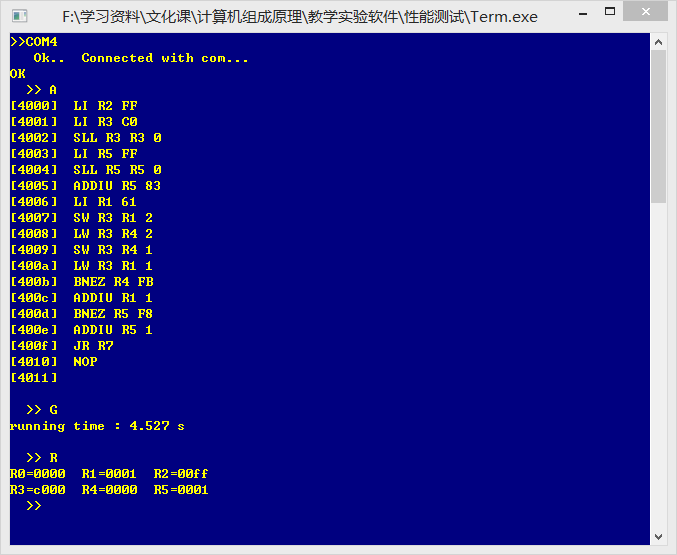 F:\学习资料\文化课\计算机组成原理\教学实验软件\性能测试\Term.exe
>>COM4
Ok..  Connected with com...
OK
>> A
[4000]  LI R2 FF
[4001]  LI R3 C0
[4002]  SLL R3 R3 0
[4003]  LI R5 FF
[4004]  SLL R5 R5 0
[4005]  ADDIU R5 83
[4006]  LI R1 61
[4007]  SW R3 R1 2
[4008]  LW R3 R4 2
[4009]  SW R3 R4 1
[400a]  LW R3 R1 1
[400b]  BNEZ R4 FB
[400c]  ADDIU R1 1
[400d]  BNEZ R5 F8
[400e]  ADDIU R5 1
[400f]  JR R7
[4010]  NOP
[4011]
>> G
running time : 4.527 s
>> R
R0=0000  R1=0001  R2=00ff
R3=c000  R4=0000  R5=0001
>>